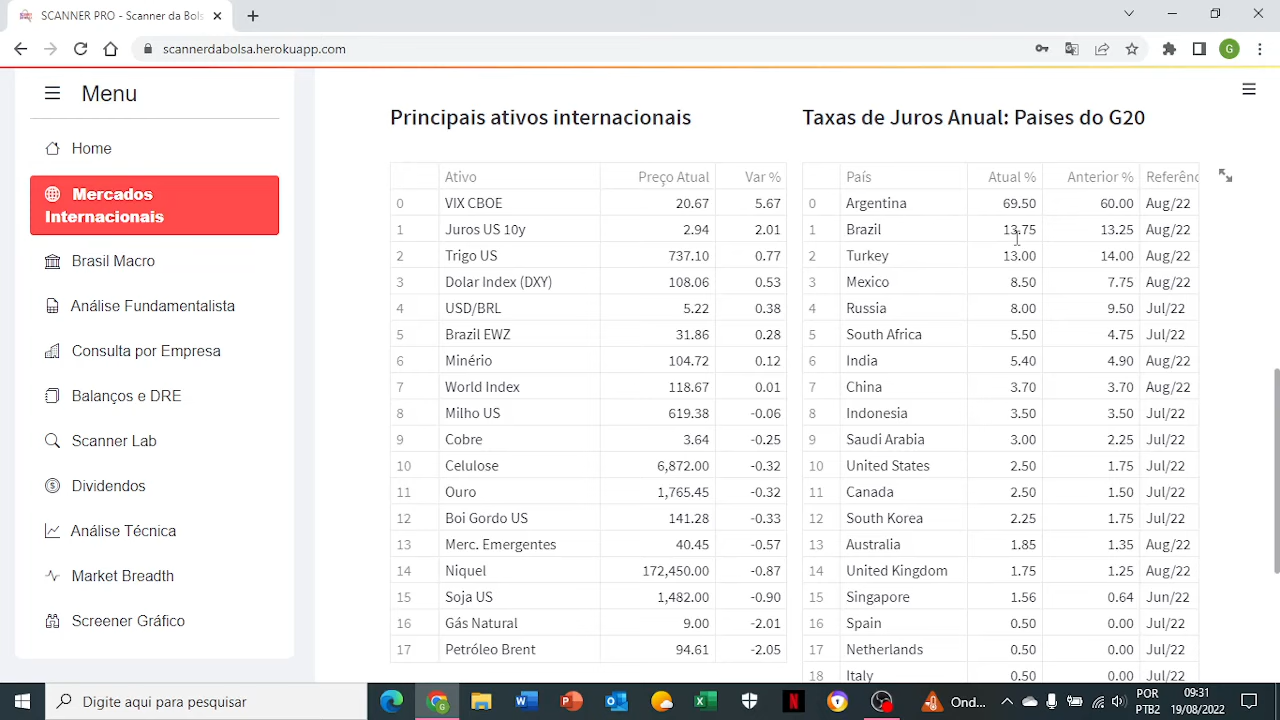 SCANNER PRO - Scanner da Bols
scannerdabolsa.herokuapp.com
G
Menu
Home
Mercados
Internacionais
Brasil Macro
Análise Fundamentalista
Consulta por Empresa
Balanços e DRE
Scanner Lab
Dividendos
Análise Técnica
Market Breadth
Screener Gráfico
Principais ativos internacionais
Ativo Preço Atual Var %
0 VIX CBOE 20.67 5.67
1 Juros US 10y 2.94 2.01
2 Trigo US 737.10 0.77
3 Dolar Index (DXY) 108.06 0.53
4 USD/BRL 5.22 0.38
5 Brazil EWZ 31.86 0.28
6 Minério 104.72 0.12
7 World Index 118.67 0.01
8 Milho US 619.38 -0.06
9 Cobre 3.64 -0.25
10 Celulose 6,872.00 -0.32
11 Ouro 1,765.45 -0.32
12 Boi Gordo US 141.28 -0.33
13 Merc. Emergentes 40.45 -0.57
14 Niquel 172,450.00 -0.87
15 Soja US 1,482.00 -0.90
16 Gás Natural 9.00 -2.01
17 Petróleo Brent 94.61 -2.05
Taxas de Juros Anual: Paises do G20
País Atual % Anterior % Referênc
0 Argentina 69.50 60.00 Aug/22
1 Brazil 13.75 13.25 Aug/22
2 Turkey 13.00 14.00 Aug/22
3 Mexico 8.50 7.75 Aug/22
4 Russia 8.00 9.50 Jul/22
5 South Africa 5.50 4.75 Jul/22
6 India 5.40 4.90 Aug/22
7 China 3.70 3.70 Aug/22
8 Indonesia 3.50 3.50 Jul/22
9 Saudi Arabia 3.00 2.25 Jul/22
10 United States 2.50 1.75 Jul/22
11 Canada 2.50 1.50 Jul/22
12 South Korea 2.25 1.75 Jul/22
13 Australia 1.85 1.35 Aug/22
14 United Kingdom 1.75 1.25 Aug/22
15 Singapore 1.56 0.64 Jun/22
16 Spain 0.50 0.00 Jul/22
17 Netherlands 0.50 0.00 Jul/22
18 Italy 0.50 0.00 Jul/22
Digite aqui para pesquisar
Ond...
POR
PTB2
09:31
19/08/2022